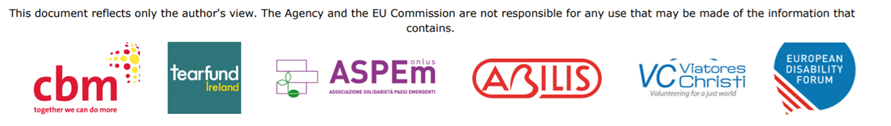 This document reflects only the author's view. The Agency and the EU Commission are not responsible for any use that may be made of the information that
contains.
cbm
together we can do more
tearfund
Ireland
ASPEm
onlus
ASSOCIAZIONE SOLIDARIETÀ PAESI EMERGENTI
ABILIS
VC Viatores
Christi
Volunteering for a just world
EUROPEAN
DISABILITY
FORUM